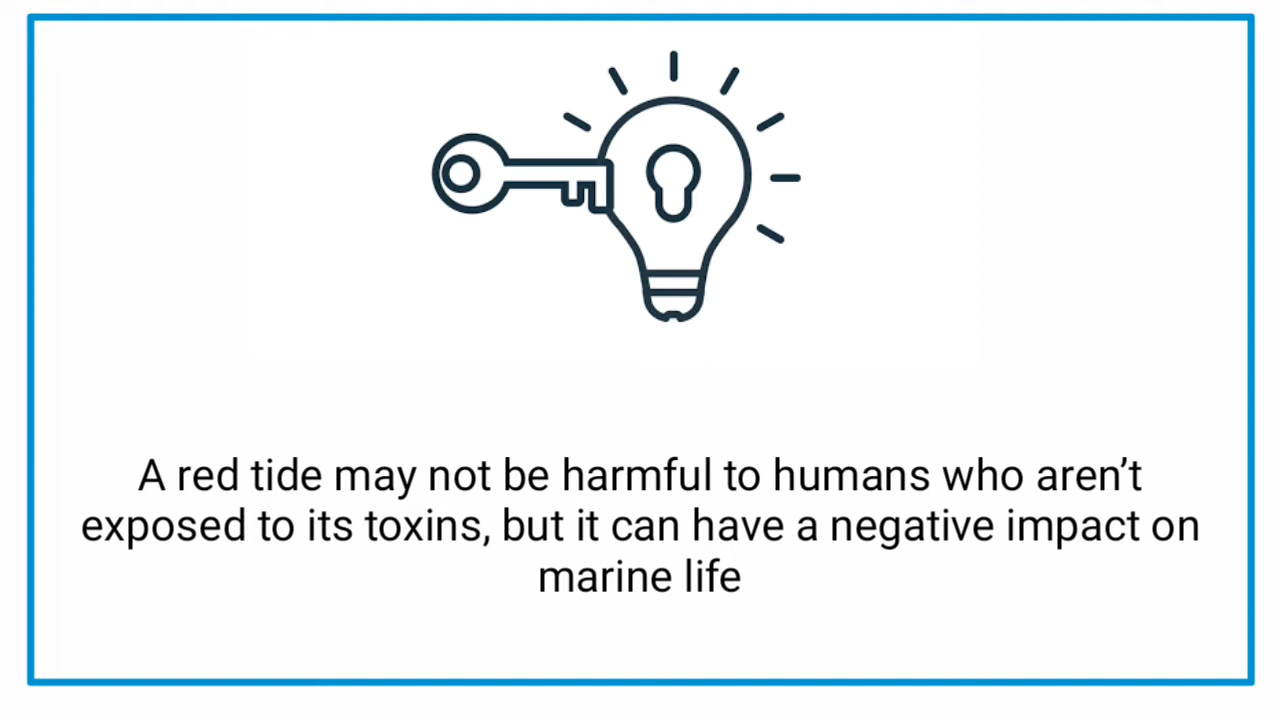 A red tide may not be harmful to humans who aren’t
exposed to its toxins, but it can have a negative impact on
marine life